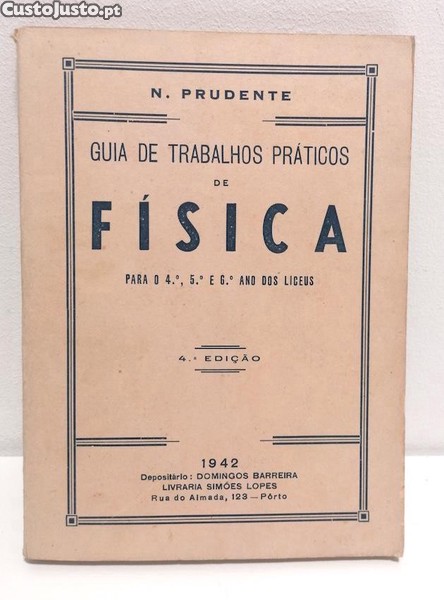 CustoJusto.pt
N. PRUDENTE
GUIA DE TRABALHOS PRÁTICOS
DE
FÍSICA
PARA O 4.º, 5.º E 6.º ANO DOS LICEUS
4.ª EDIÇÃO
1942
Depositário: DOMINGOS BARREIRA
LIVRARIA SIMÕES LOPES
Rua do Almada, 123 — Pôrto